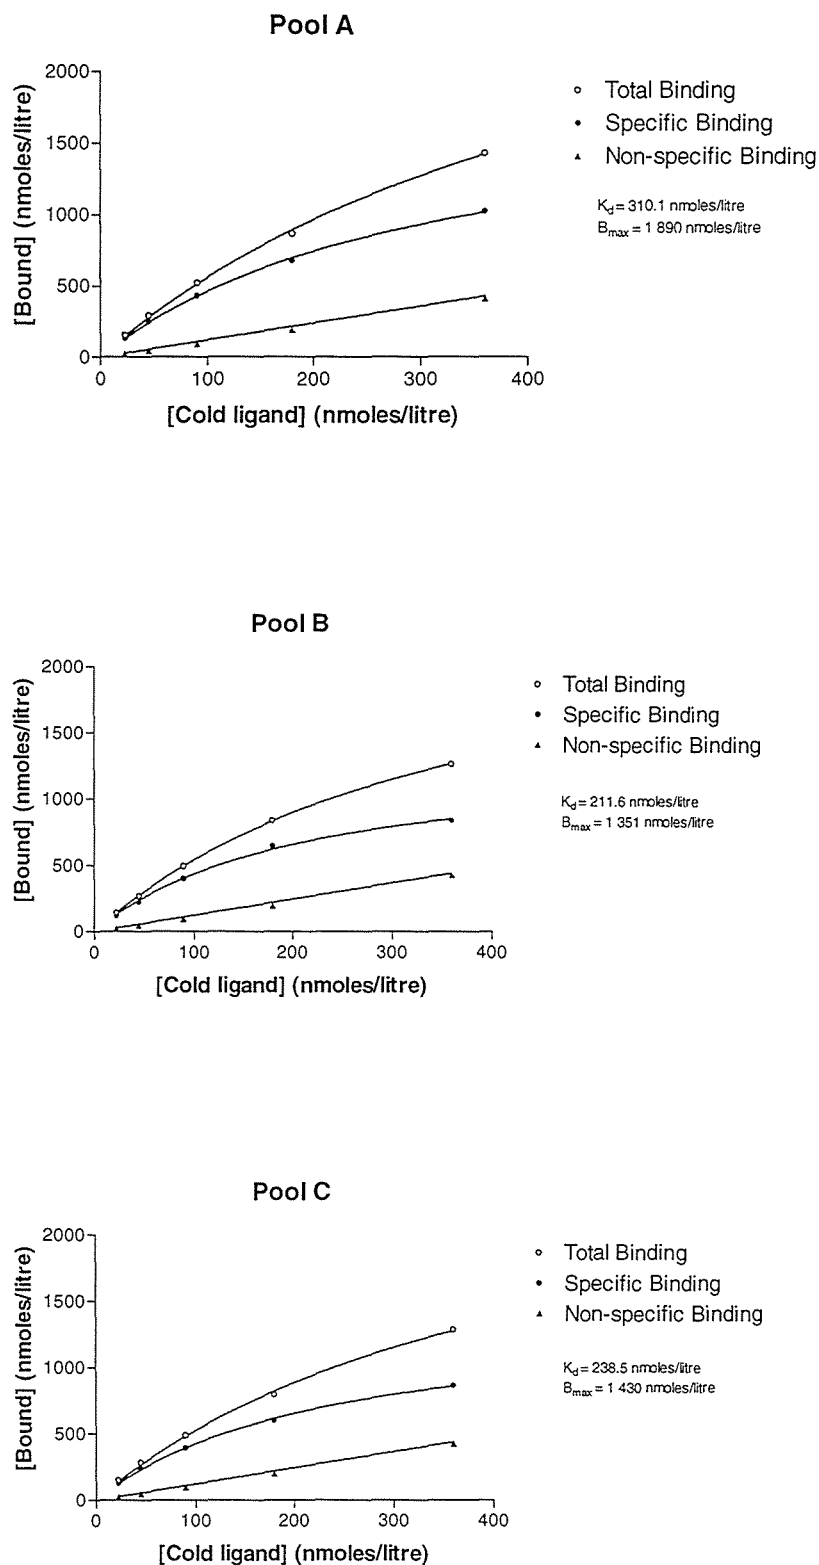 Pool A
2000
1500
1000
500
0
0 100 200 300 400
[Bound] (nmoles/litre)
[Cold ligand] (nmoles/litre)
Total Binding
Specific Binding
Non-specific Binding
Kd = 310.1 nmoles/litre
Bmax = 1 890 nmoles/litre
Pool B
2000
1500
1000
500
0
0 100 200 300 400
[Bound] (nmoles/litre)
[Cold ligand] (nmoles/litre)
Total Binding
Specific Binding
Non-specific Binding
Kd = 211.6 nmoles/litre
Bmax = 1 351 nmoles/litre
Pool C
2000
1500
1000
500
0
0 100 200 300 400
[Bound] (nmoles/litre)
[Cold ligand] (nmoles/litre)
Total Binding
Specific Binding
Non-specific Binding
Kd = 238.5 nmoles/litre
Bmax = 1 430 nmoles/litre